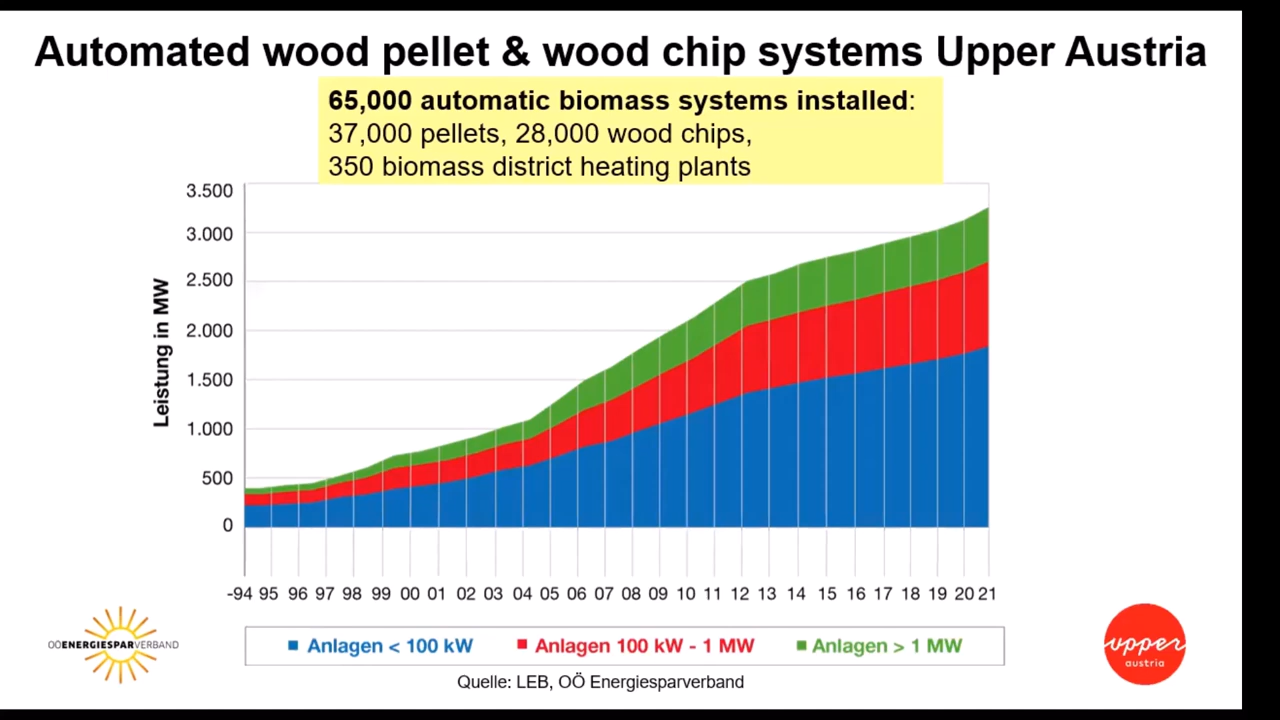 Automated wood pellet & wood chip systems Upper Austria
65,000 automatic biomass systems installed:
37,000 pellets, 28,000 wood chips,
350 biomass district heating plants
3.500
3.000
2.500
2.000
1.500
1.000
500
0
Leistung in MW
-94 95 96 97 98 99 00 01 02 03 04 05 06 07 08 09 10 11 12 13 14 15 16 17 18 19 20 21
Anlagen < 100 kW Anlagen 100 kW - 1 MW Anlagen > 1 MW
Quelle: LEB, OÖ Energiesparverband
OÖENERGIESPARVERBAND
upper
austria